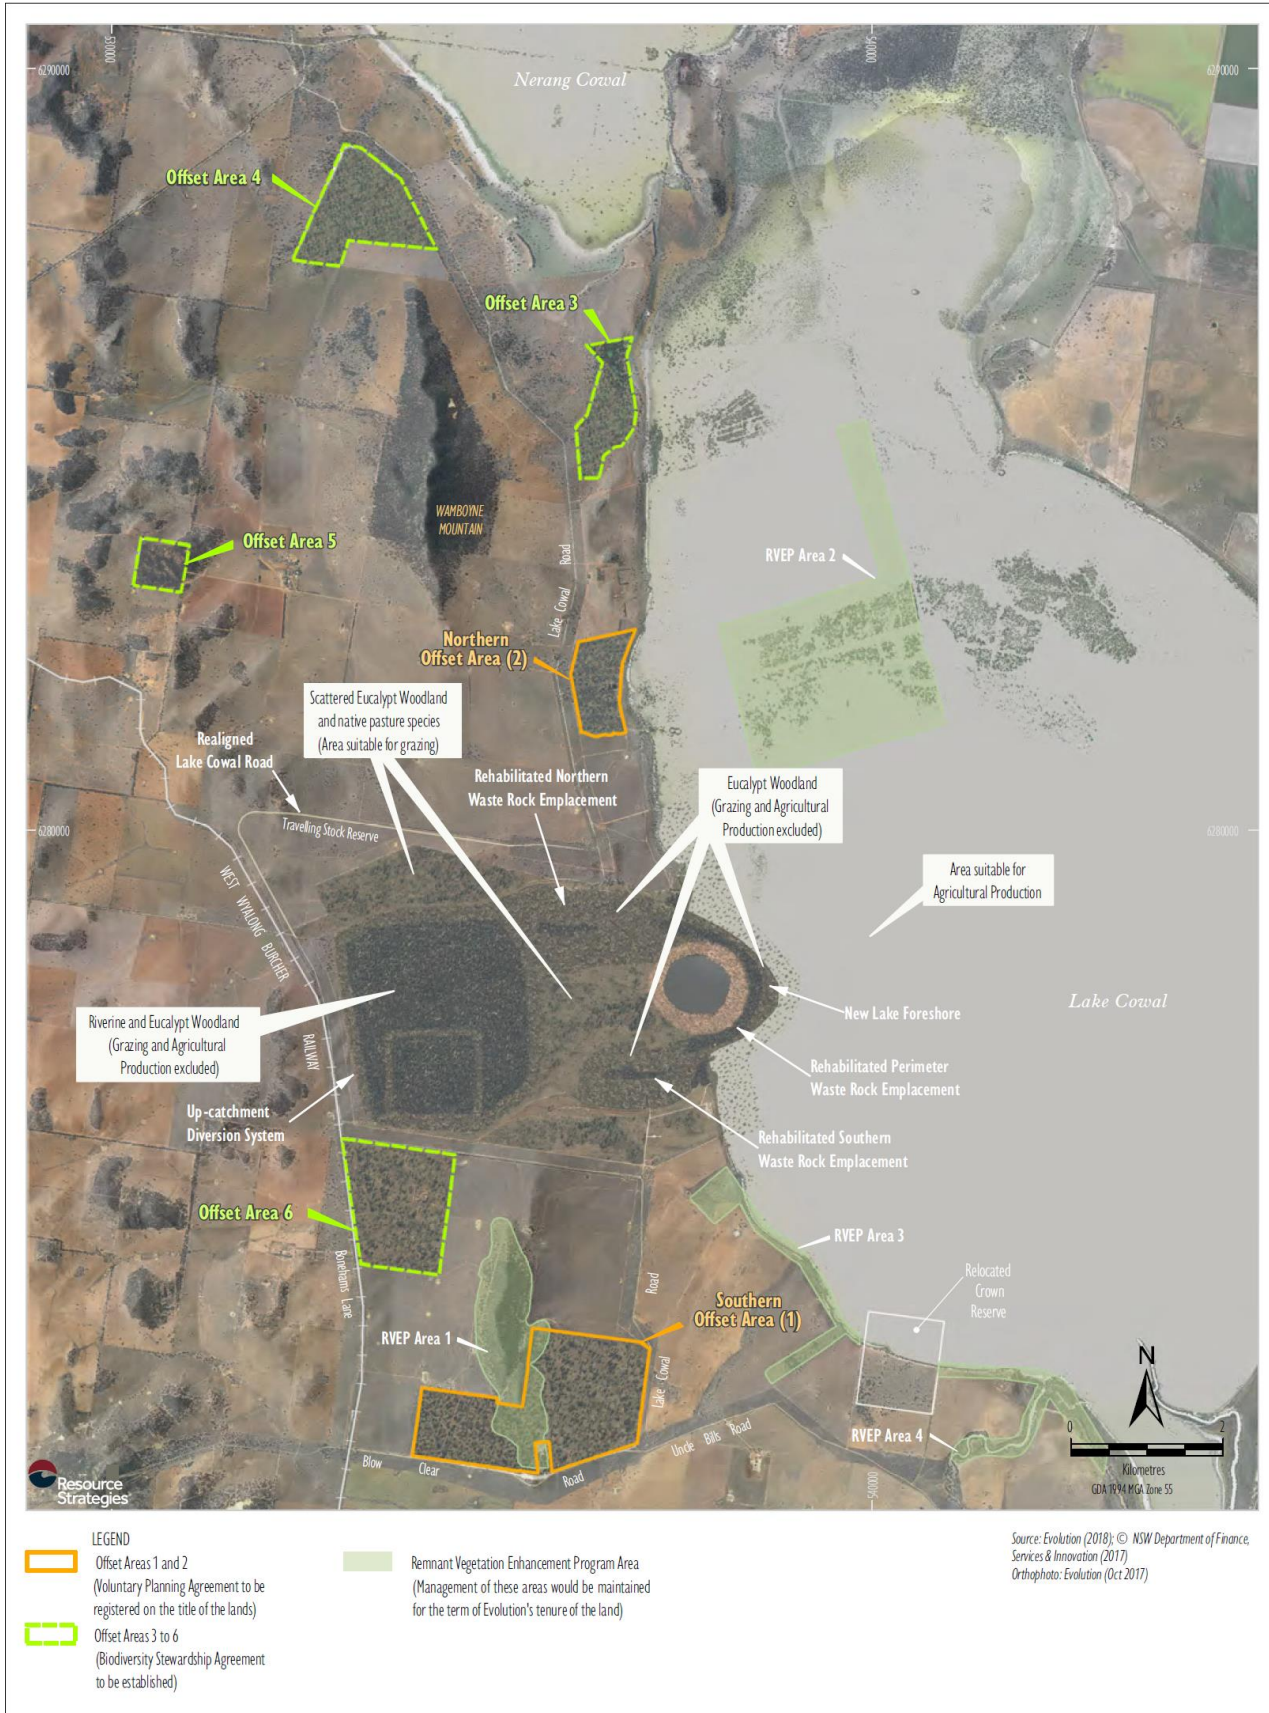 530000
540000
6290000
6290000
Nerang Cowal
Offset Area 4
Offset Area 3
WAMBOYNE
MOUNTAIN
Offset Area 5
RVEP Area 2
Lake Cowal Road
Northern
Offset Area (2)
Scattered Eucalypt Woodland
and native pasture species
(Area suitable for grazing)
Realigned
Lake Cowal Road
Rehabilitated Northern
Waste Rock Emplacement
Eucalypt Woodland
(Grazing and Agricultural
Production excluded)
6280000
6280000
Travelling Stock Reserve
Area suitable for
Agricultural Production
WEST WYALONG BURCHER RAILWAY
Lake Cowal
New Lake Foreshore
Riverine and Eucalypt Woodland
(Grazing and Agricultural
Production excluded)
Rehabilitated Perimeter
Waste Rock Emplacement
Up-catchment
Diversion System
Rehabilitated Southern
Waste Rock Emplacement
Offset Area 6
RVEP Area 3
Bonehams Lane
Relocated
Crown
Reserve
Southern
Offset Area (1)
RVEP Area 1
Lake Cowal Road
N
Uncle Bills Road
RVEP Area 4
0 2
Kilometres
GDA 1994 MGA Zone 55
Blow Clear Road
540000
Resource
Strategies
LEGEND
Offset Areas 1 and 2
(Voluntary Planning Agreement to be
registered on the title of the lands)
Offset Areas 3 to 6
(Biodiversity Stewardship Agreement
to be established)
Remnant Vegetation Enhancement Program Area
(Management of these areas would be maintained
for the term of Evolution's tenure of the land)
Source: Evolution (2018); © NSW Department of Finance,
Services & Innovation (2017)
Orthophoto: Evolution (Oct 2017)